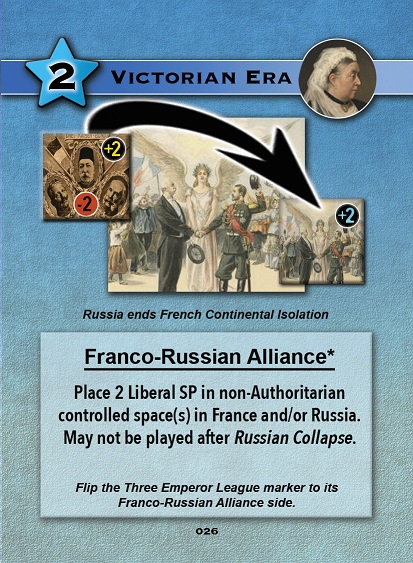 2
VICTORIAN ERA
+2
-2
+2
Russia ends French Continental Isolation
Franco-Russian Alliance*
Place 2 Liberal SP in non-Authoritarian
controlled space(s) in France and/or Russia.
May not be played after Russian Collapse.
Flip the Three Emperor League marker to its
Franco-Russian Alliance side.
026